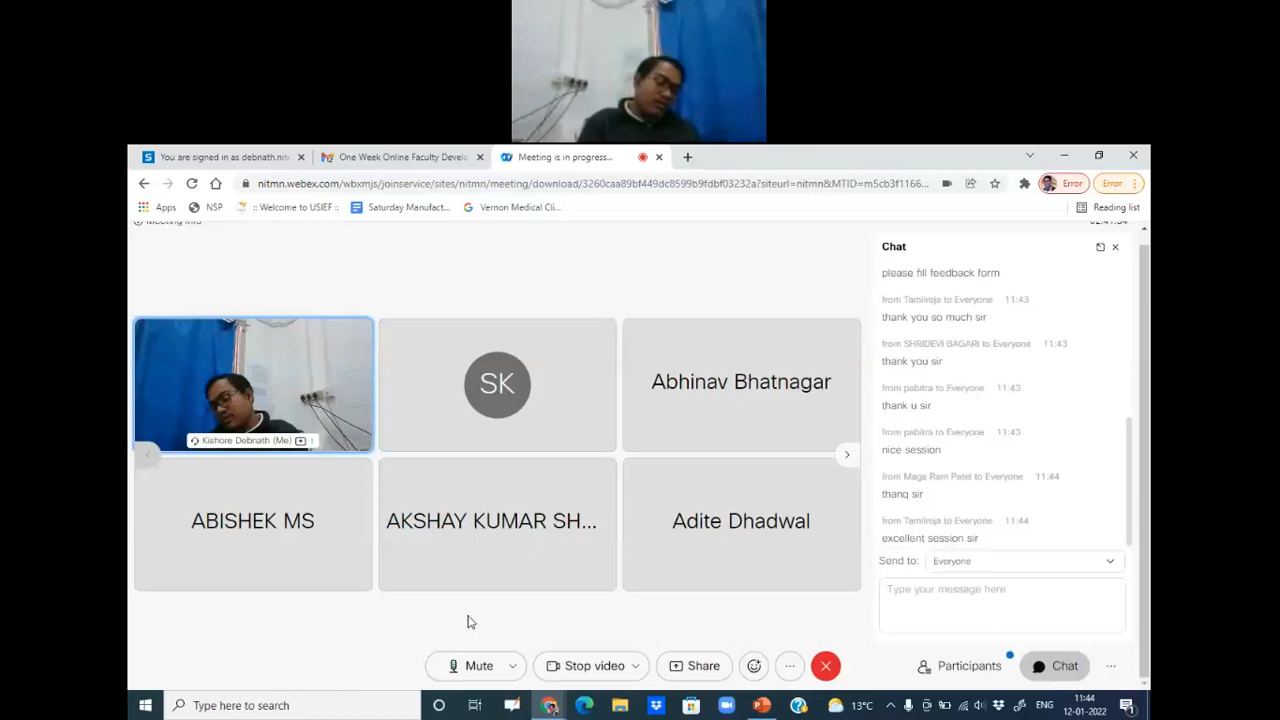 You are signed in as debnath.nit
One Week Online Faculty Develo
Meeting is in progress...
nitmn.webex.com/wbxmjs/joinservice/sites/nitmn/meeting/download/3260caa89bf449dc8599b9fdbf03232a?siteurl=nitmn&MTID=m5cb3f1166...
Error
Error
Apps
NSP
:: Welcome to USIEF ::
Saturday Manufact...
Vernon Medical Cli...
Reading list
Chat
please fill feedback form
from Tamilroja to Everyone 11:43
thank you so much sir
from SHRIDEVI BAGARI to Everyone 11:43
thank you sir
from pabitra to Everyone 11:43
thank u sir
from pabitra to Everyone 11:43
nice session
from Maga Ram Patel to Everyone 11:44
thanq sir
from Tamilroja to Everyone 11:44
excellent session sir
Send to: Everyone
Type your message here
Kishore Debnath (Me)
SK
Abhinav Bhatnagar
ABISHEK MS
AKSHAY KUMAR SH...
Adite Dhadwal
Mute
Stop video
Share
Participants
Chat
Type here to search
13°C
ENG
11:44
12-01-2022